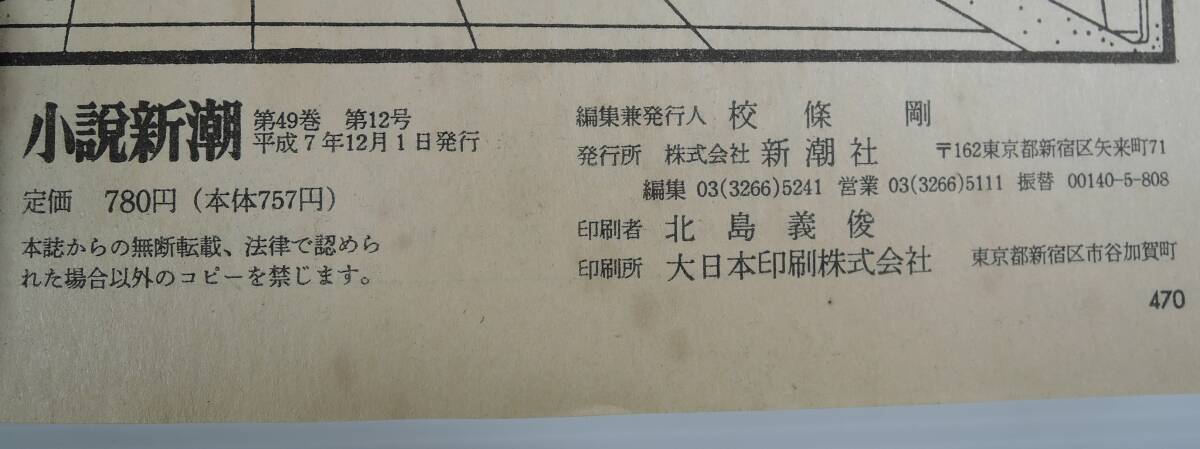 小説新潮 第49巻 第12号
平成7年12月1日発行
定価 780円(本体757円)
本誌からの無断転載、法律で認めら
れた場合以外のコピーを禁じます。
編集兼発行人 校條 剛
発行所 株式会社 新潮社 〒162東京都新宿区矢来町71
編集 03(3266)5241 営業 03(3266)5111 振替 00140-5-808
印刷者 北島義俊
印刷所 大日本印刷株式会社 東京都新宿区市谷加賀町
470